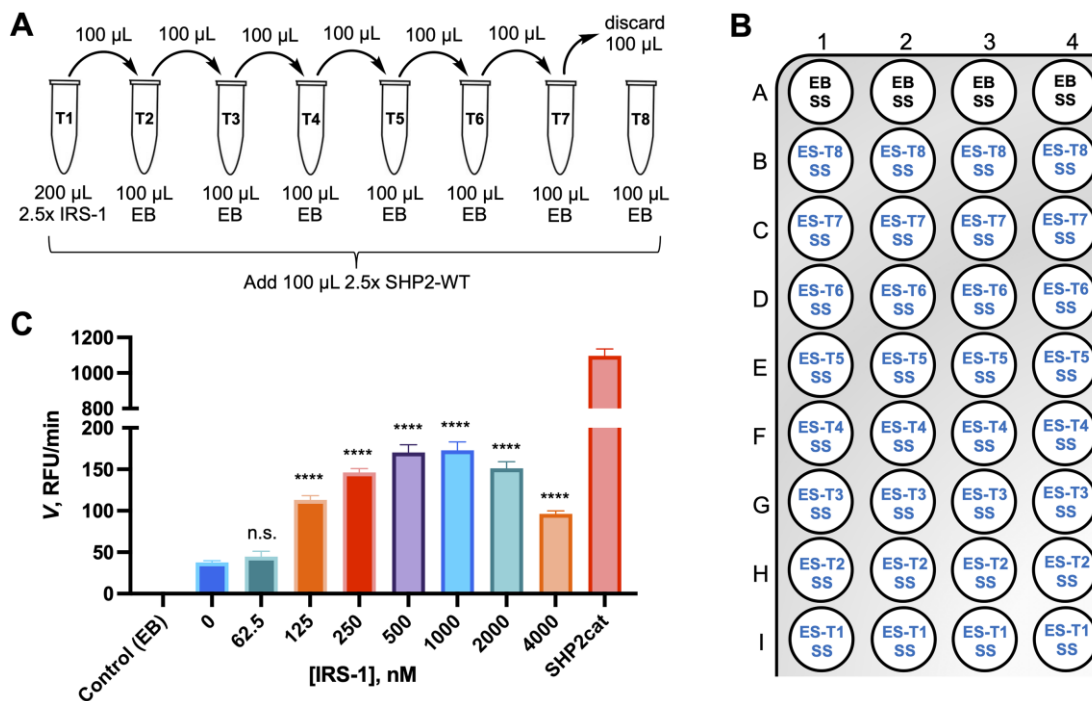 A
100 µL 100 µL 100 µL 100 µL 100 µL 100 µL discard
100 µL
T1 T2 T3 T4 T5 T6 T7 T8
200 µL 100 µL 100 µL 100 µL 100 µL 100 µL 100 µL 100 µL
2.5x IRS-1 EB EB EB EB EB EB EB
Add 100 µL 2.5x SHP2-WT
B
1 2 3 4
A EB EB EB EB
SS SS SS SS
B ES-T8 ES-T8 ES-T8 ES-T8
SS SS SS SS
C ES-T7 ES-T7 ES-T7 ES-T7
SS SS SS SS
D ES-T6 ES-T6 ES-T6 ES-T6
SS SS SS SS
E ES-T5 ES-T5 ES-T5 ES-T5
SS SS SS SS
F ES-T4 ES-T4 ES-T4 ES-T4
SS SS SS SS
G ES-T3 ES-T3 ES-T3 ES-T3
SS SS SS SS
H ES-T2 ES-T2 ES-T2 ES-T2
SS SS SS SS
I ES-T1 ES-T1 ES-T1 ES-T1
SS SS SS SS
C
V, RFU/min
1200
1000
800
200
150
100
50
0
n.s. **** **** **** **** **** ****
Control (EB) 0 62.5 125 250 500 1000 2000 4000 SHP2cat
[IRS-1], nM